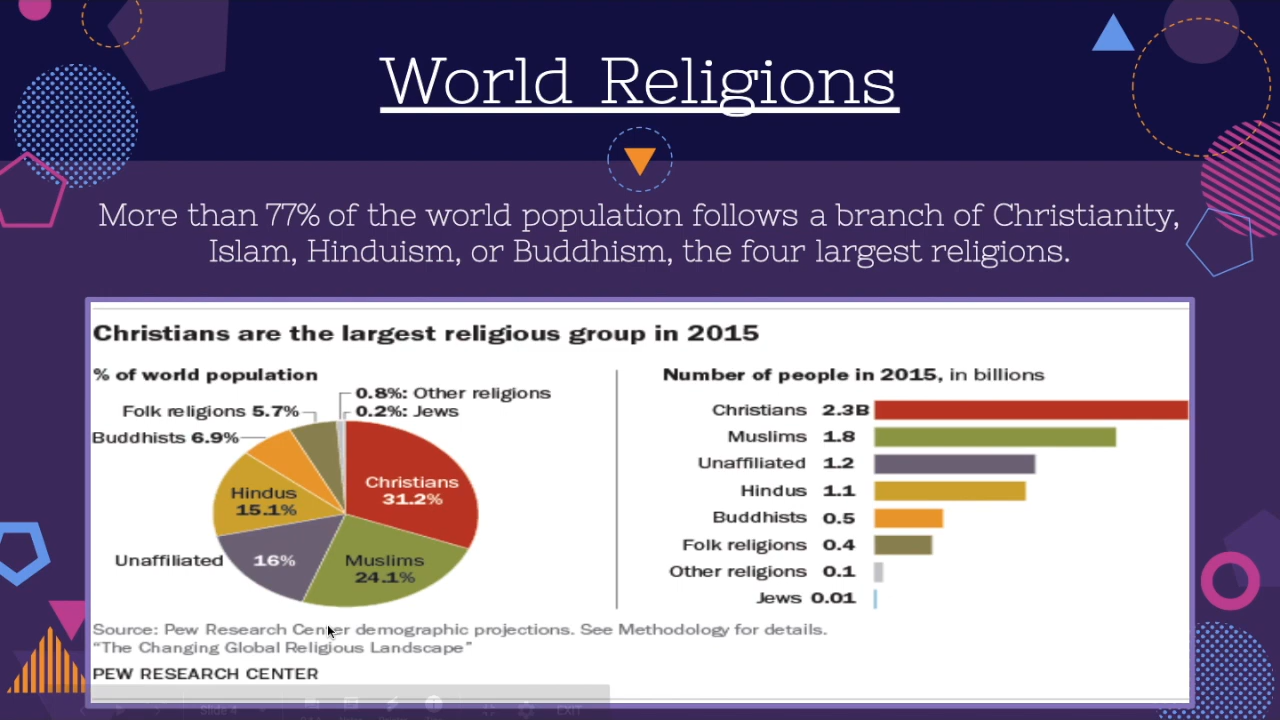 World Religions
More than 77% of the world population follows a branch of Christianity,
Islam, Hinduism, or Buddhism, the four largest religions.
Christians are the largest religious group in 2015
% of world population
0.8%: Other religions
Folk religions 5.7%
0.2%: Jews
Buddhists 6.9%
Christians
31.2%
Hindus
15.1%
Unaffiliated 16%
Muslims
24.1%
Number of people in 2015, in billions
Christians 2.3B
Muslims 1.8
Unaffiliated 1.2
Hindus 1.1
Buddhists 0.5
Folk religions 0.4
Other religions 0.1
Jews 0.01
Source: Pew Research Center demographic projections. See Methodology for details.
“The Changing Global Religious Landscape”
PEW RESEARCH CENTER
Slide 4
EXIT